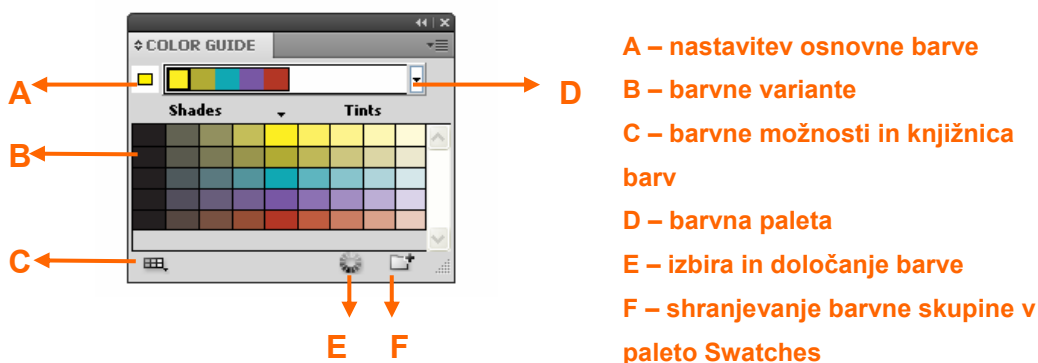 COLOR GUIDE
Shades Tints
A
B
C
D
E F
A – nastavitev osnovne barve
B – barvne variante
C – barvne možnosti in knjižnica
barv
D – barvna paleta
E – izbira in določanje barve
F – shranjevanje barvne skupine v
paleto Swatches